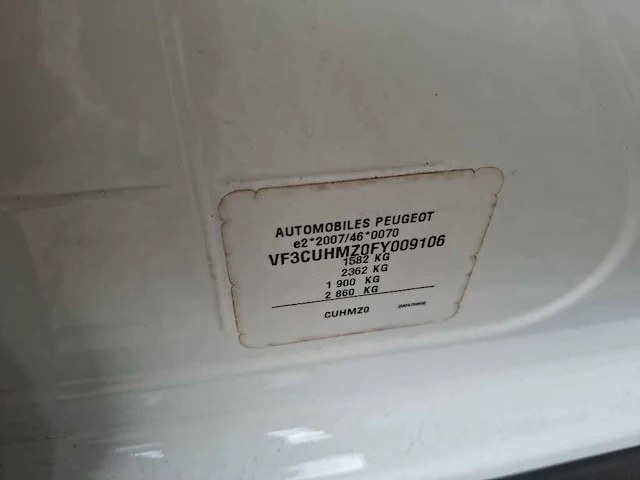 AUTOMOBILES PEUGEOT
e2*2007/46*0070
VF3CUHMZ0FY009106
1582 KG
2362 KG
1 900 KG
2 860 KG
CUHMZ0